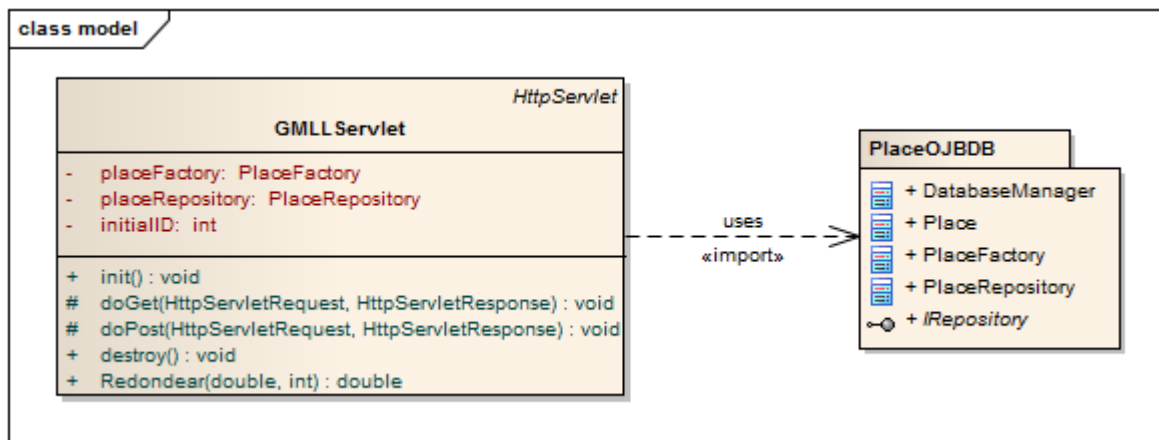 class model
HttpServlet
GMLLServlet
- placeFactory: PlaceFactory
- placeRepository: PlaceRepository
- initialID: int
+ init() : void
# doGet(HttpServletRequest, HttpServletResponse) : void
# doPost(HttpServletRequest, HttpServletResponse) : void
+ destroy() : void
+ Redondear(double, int) : double
uses
«import»
PlaceOJBDB
+ DatabaseManager
+ Place
+ PlaceFactory
+ PlaceRepository
+ IRepository